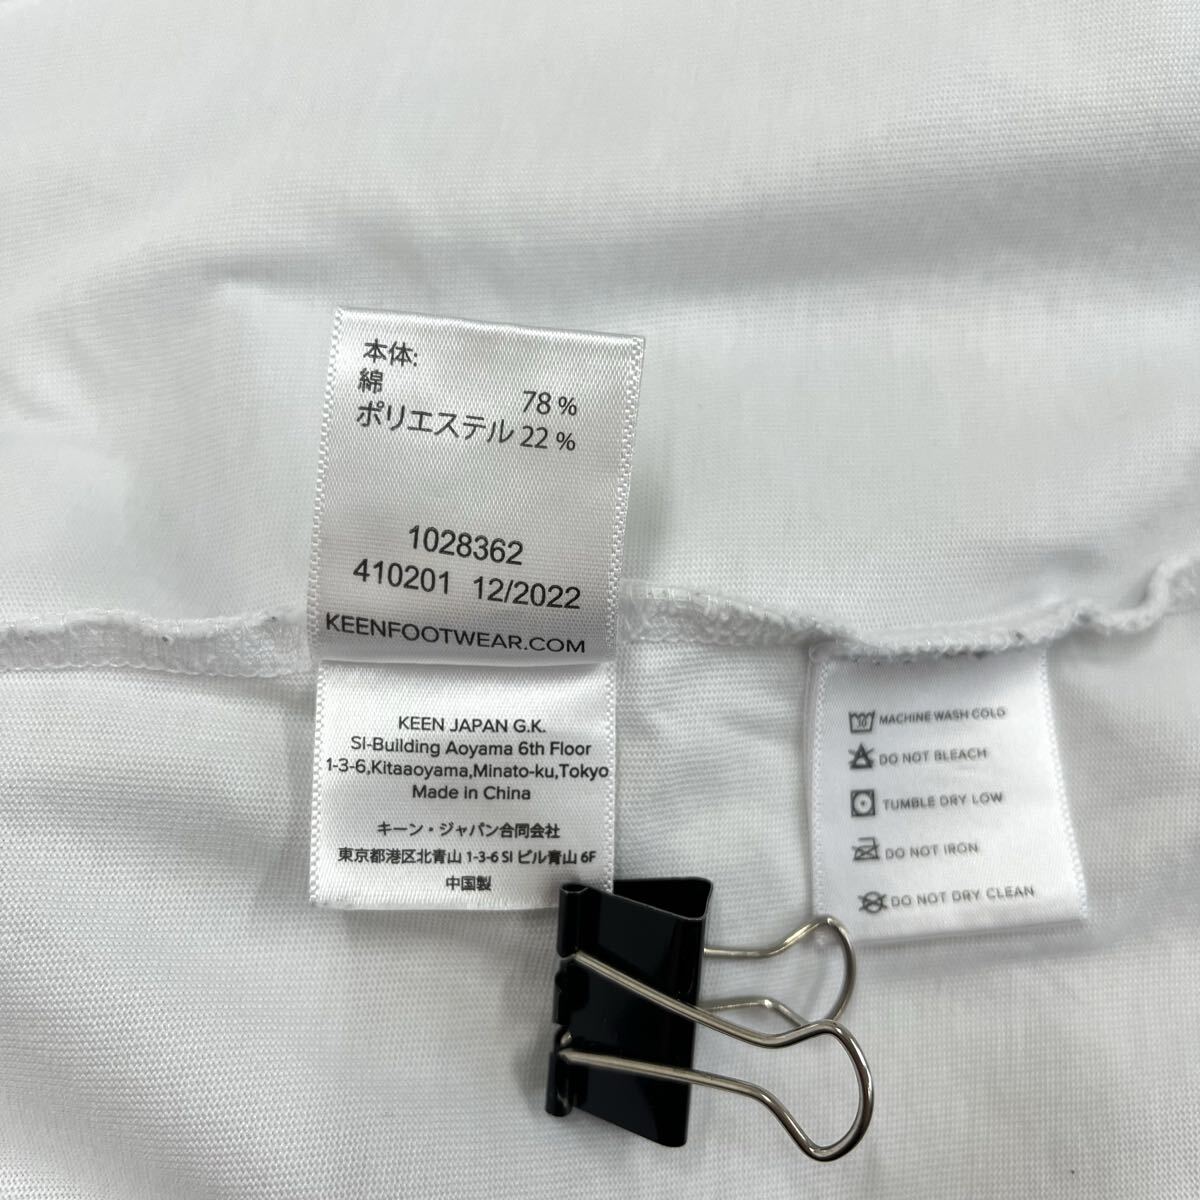 本体:
綿 78 %
ポリエステル 22 %
1028362
410201 12/2022
KEENFOOTWEAR.COM
KEEN JAPAN G.K.
SI-Building Aoyama 6th Floor
1-3-6,Kitaaoyama,Minato-ku,Tokyo
Made in China
キーン・ジャパン合同会社
東京都港区北青山 1-3-6 SI ビル青山 6F
中国製
MACHINE WASH COLD
DO NOT BLEACH
TUMBLE DRY LOW
DO NOT IRON
DO NOT DRY CLEAN